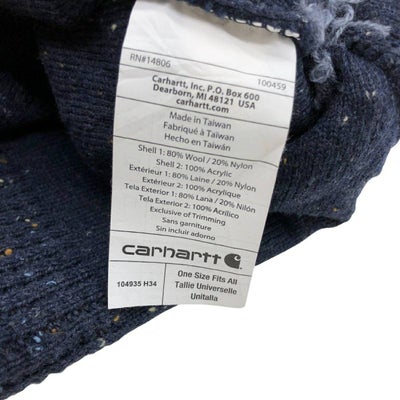 RN#14806 100459
Carhartt, Inc. P.O. Box 600
Dearborn, MI 48121 USA
carhartt.com
Made in Taiwan
Fabriqué à Taiwan
Hecho en Taiwán
Shell 1: 80% Wool / 20% Nylon
Shell 2: 100% Acrylic
Extérieur 1: 80% Laine / 20% Nylon
Extérieur 2: 100% Acrylique
Tela Exterior 1: 80% Lana / 20% Nilón
Tela Exterior 2: 100% Acrílico
Exclusive of Trimming
Sans garniture
Sin incluir adorno
carhartt
104935 H34
One Size Fits All
Taille Universelle
Unitalla